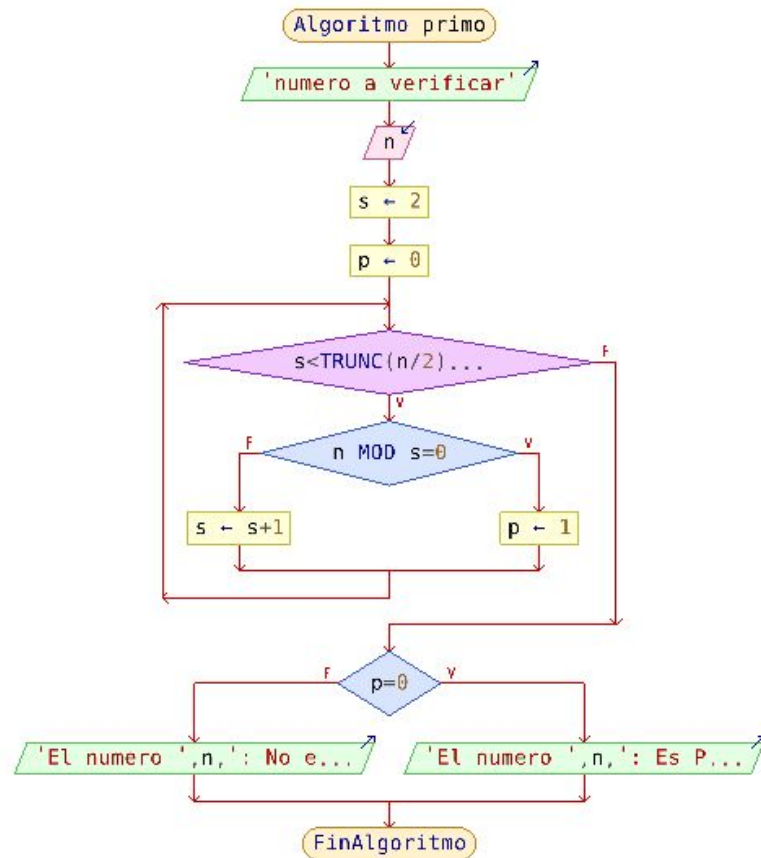 Algoritmo primo
'numero a verificar'
n
s ← 2
p ← 0
s<TRUNC(n/2)...
F
V
n MOD s=0
F
V
s ← s+1
p ← 1
p=0
F
V
'El numero ',n,': No e...
'El numero ',n,': Es P...
FinAlgoritmo